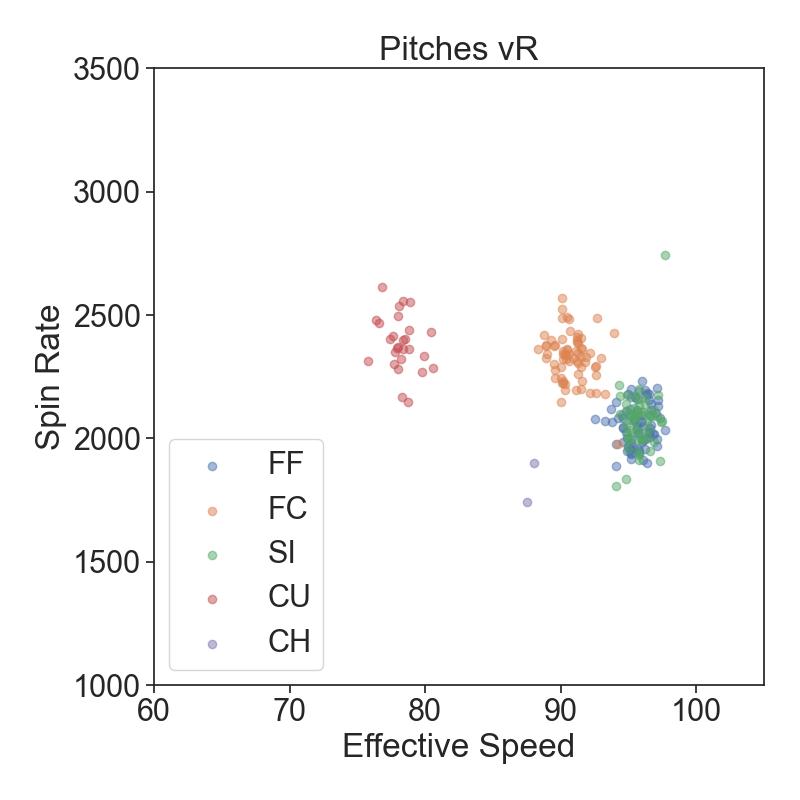 Pitches vR
3500
3000
2500
2000
1500
1000
Spin Rate
FF
FC
SI
CU
CH
60 70 80 90 100
Effective Speed